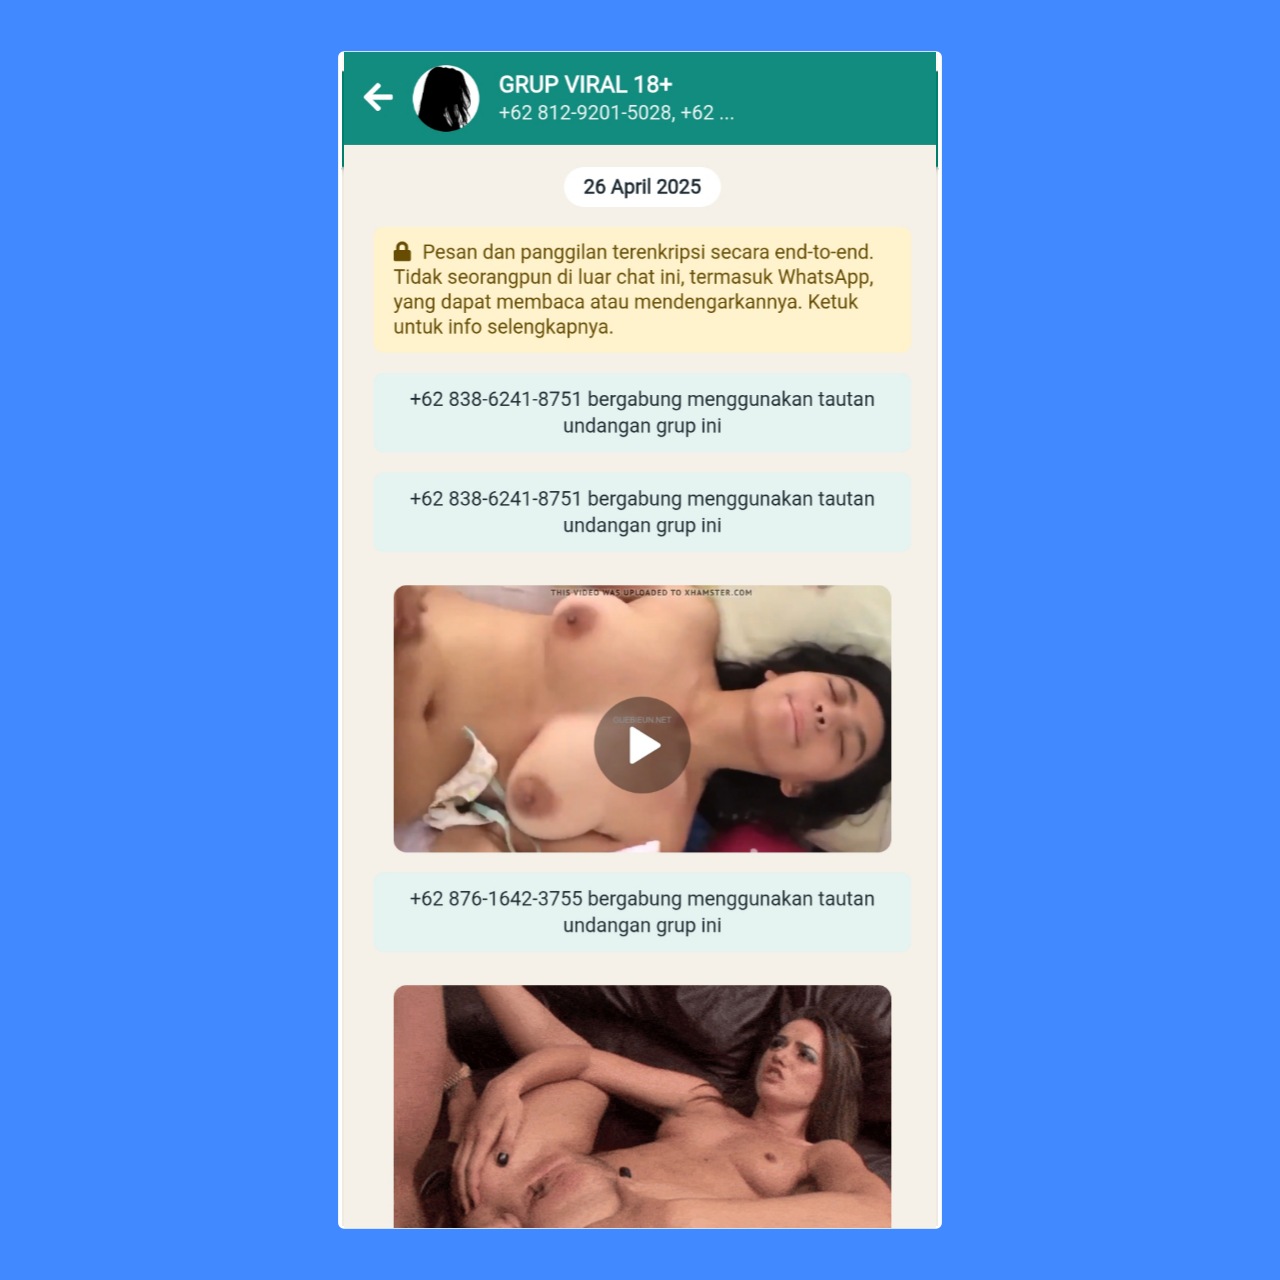 GRUP VIRAL 18+
+62 812-9201-5028, +62 ...
26 April 2025
Pesan dan panggilan terenkripsi secara end-to-end.
Tidak seorangpun di luar chat ini, termasuk WhatsApp,
yang dapat membaca atau mendengarkannya. Ketuk
untuk info selengkapnya.
+62 838-6241-8751 bergabung menggunakan tautan
undangan grup ini
+62 838-6241-8751 bergabung menggunakan tautan
undangan grup ini
THIS VIDEO WAS UPLOADED TO XHAMSTER.COM
+62 876-1642-3755 bergabung menggunakan tautan
undangan grup ini